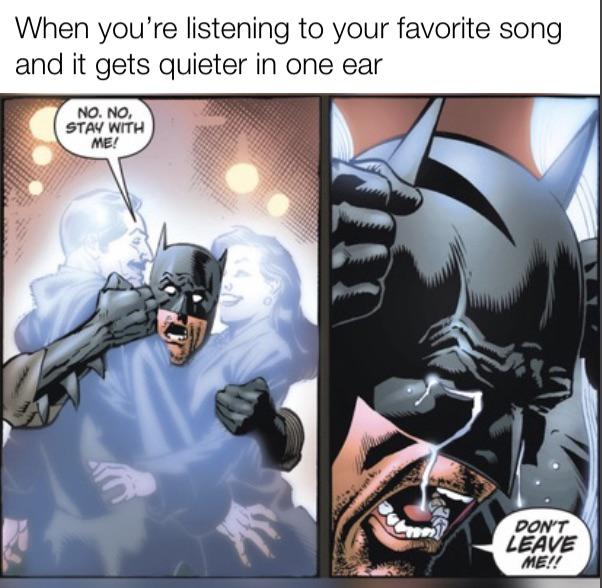 When you’re listening to your favorite song
and it gets quieter in one ear
NO. NO,
STAY WITH
ME!
DON'T
LEAVE
ME!!